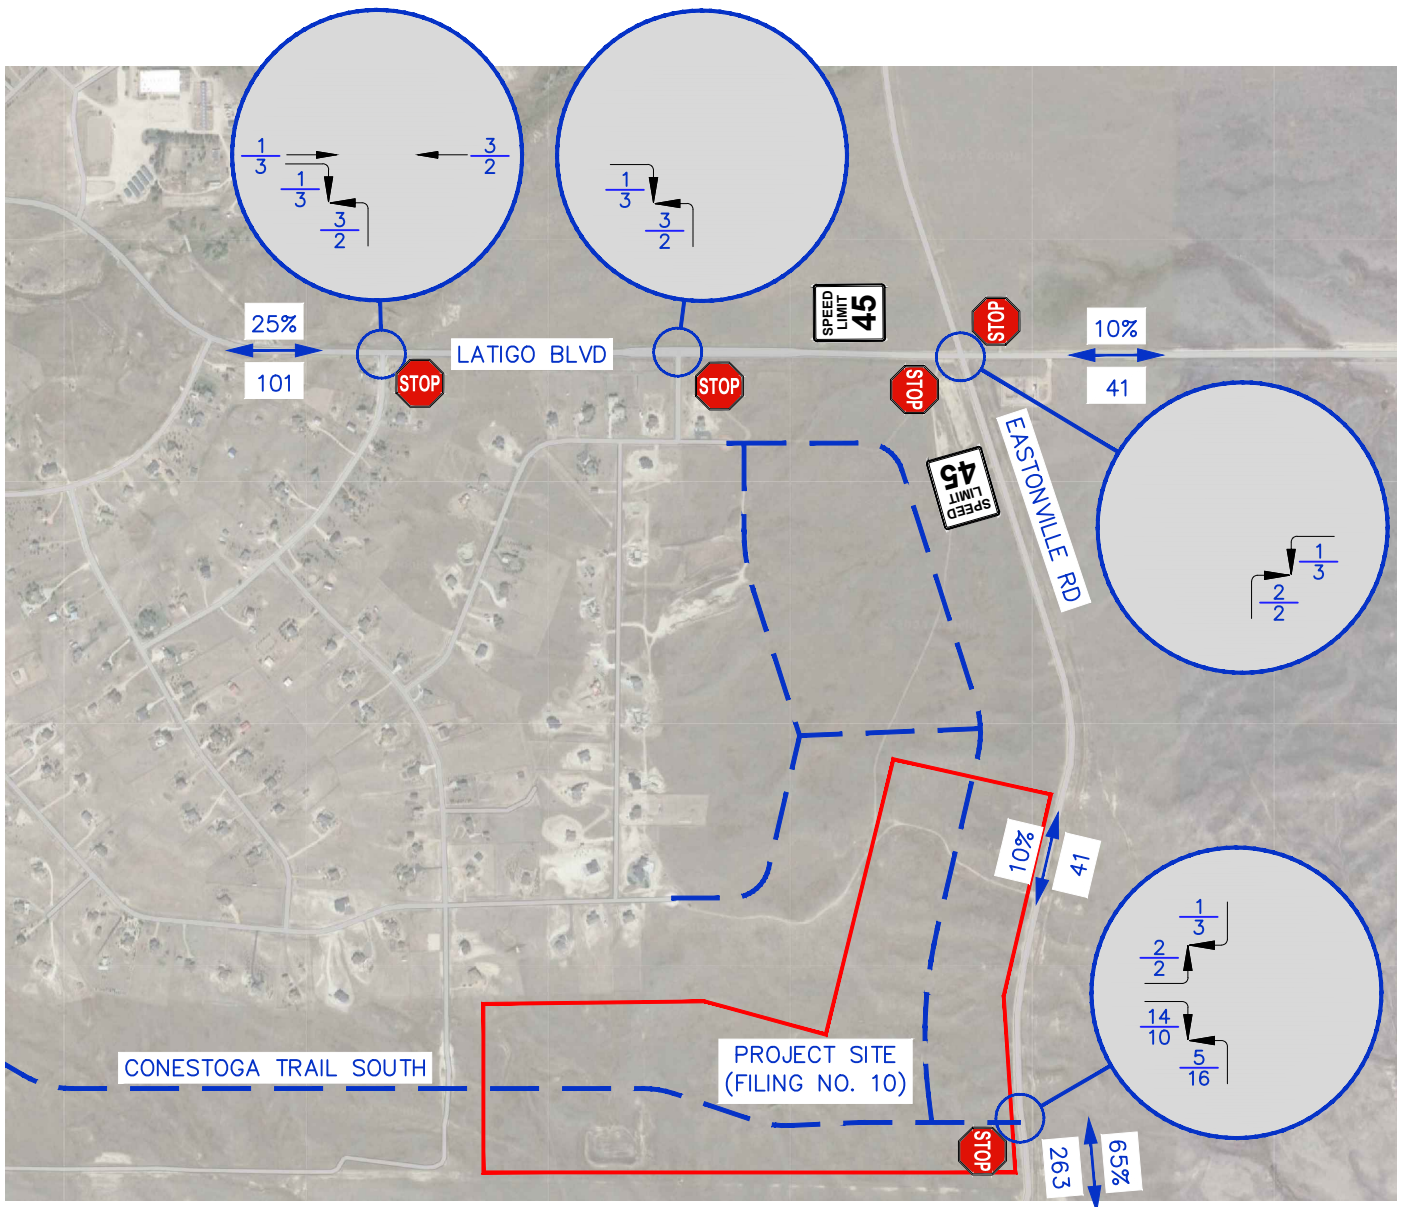 1
3
3
2
1
3
3
2
1
3
3
2
SPEED
LIMIT
45
STOP
25%
10%
LATIGO BLVD
101
STOP
STOP
STOP
41
EASTONVILLE RD
SPEED
LIMIT
45
1
3
2
2
10%
41
1
3
2
2
14
10
5
16
PROJECT SITE
(FILING NO. 10)
CONESTOGA TRAIL SOUTH
STOP
263
65%